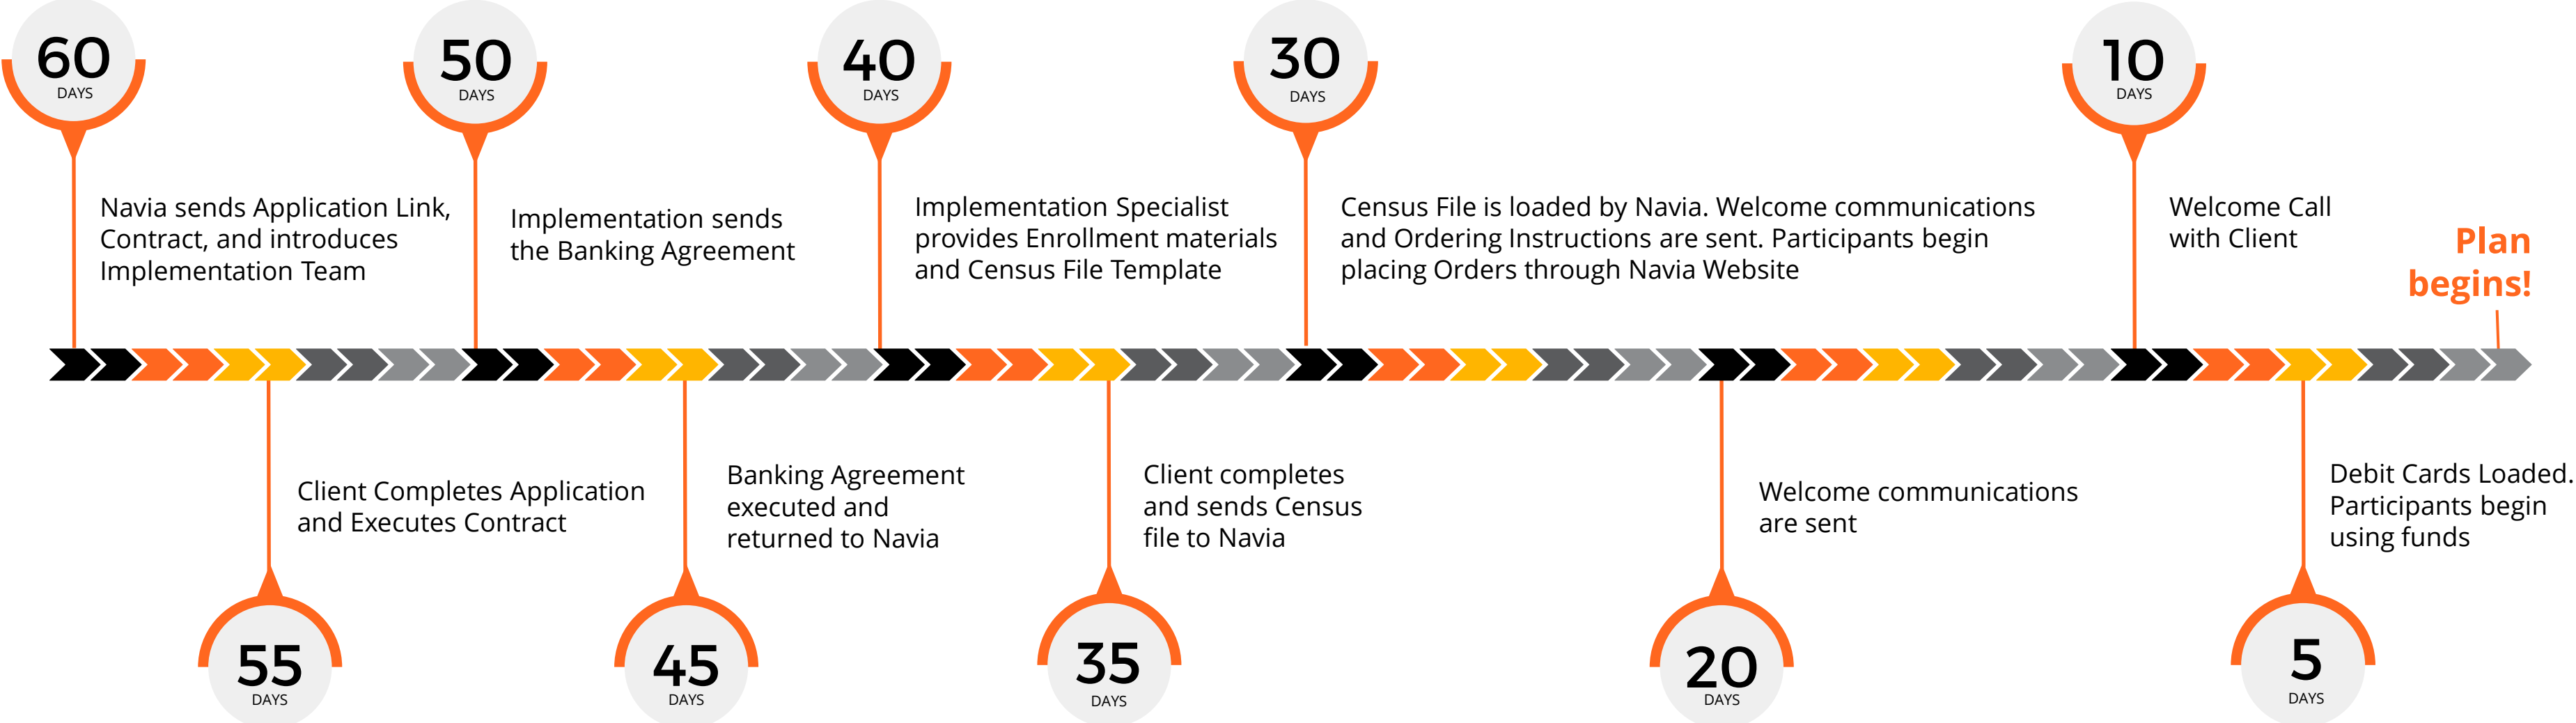 60
DAYS
Navia sends Application Link,
Contract, and introduces
Implementation Team
50
DAYS
Implementation sends
the Banking Agreement
40
DAYS
Implementation Specialist
provides Enrollment materials
and Census File Template
30
DAYS
Census File is loaded by Navia. Welcome communications
and Ordering Instructions are sent. Participants begin
placing Orders through Navia Website
10
DAYS
Welcome Call
with Client
Plan
begins!
Client Completes Application
and Executes Contract
55
DAYS
Banking Agreement
executed and
returned to Navia
45
DAYS
Client completes
and sends Census
file to Navia
35
DAYS
Welcome communications
are sent
20
DAYS
Debit Cards Loaded.
Participants begin
using funds
5
DAYS